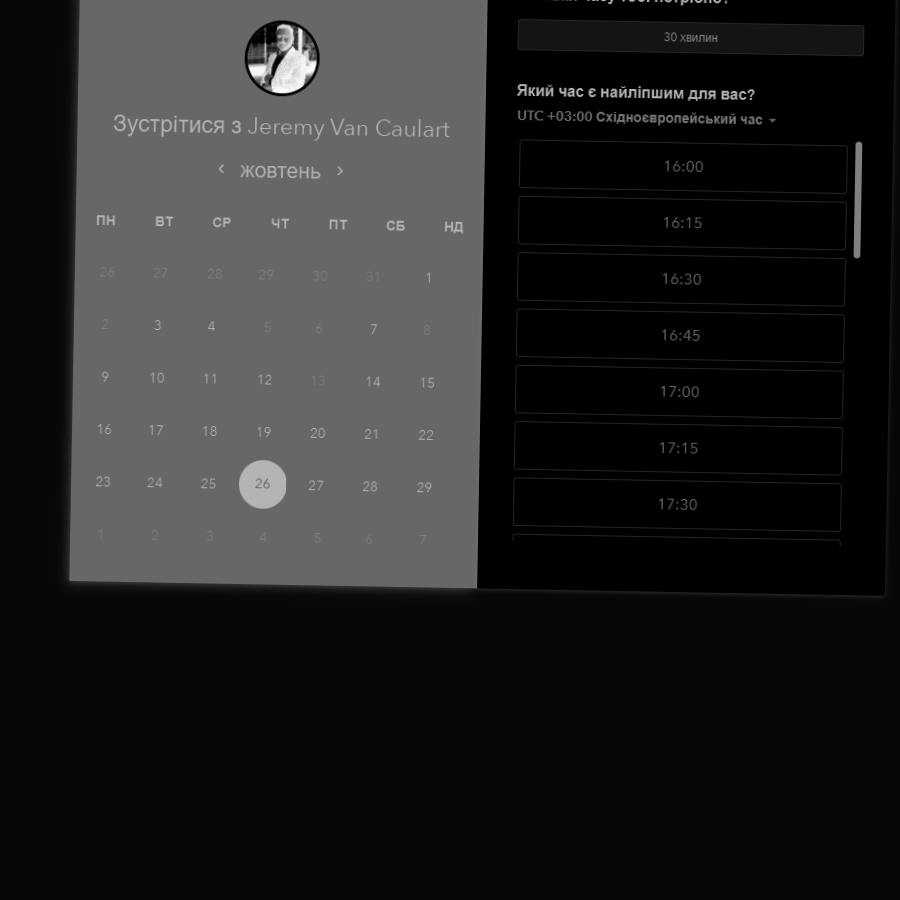 Зустрітися з Jeremy Van Caulart
жовтень
ПН ВТ СР ЧТ ПТ СБ НД
26 27 28 29 30 31 1
2 3 4 5 6 7 8
9 10 11 12 13 14 15
16 17 18 19 20 21 22
23 24 25 26 27 28 29
1 2 3 4 5 6 7
30 хвилин
Який час є найліпшим для вас?
UTC +03:00 Східноєвропейський час
16:00
16:15
16:30
16:45
17:00
17:15
17:30